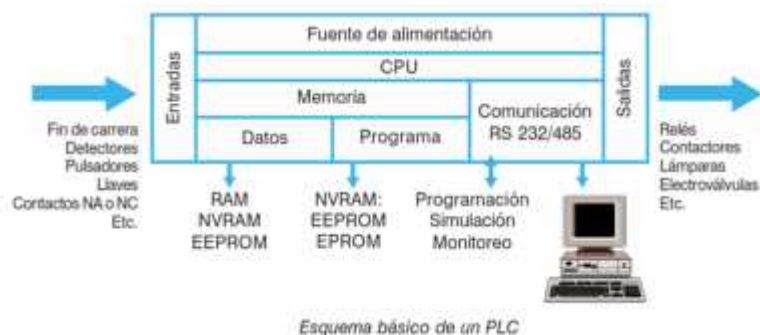 Fuente de alimentación
CPU
Entradas
Salidas
Memoria
Comunicación
RS 232/485
Datos
Programa
Fin de carrera
Detectores
Pulsadores
Llaves
Contactos NA o NC
Etc.
Relés
Contactores
Lámparas
Electroválvulas
Etc.
RAM
NVRAM
EEPROM
NVRAM:
EEPROM
EPROM
Programación
Simulación
Monitoreo
Esquema básico de un PLC